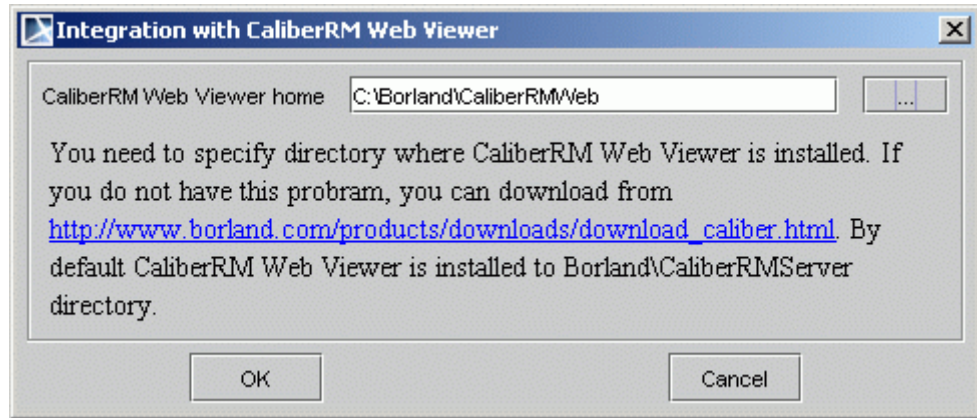 Integration with CaliberRM Web Viewer
CaliberRM Web Viewer home C:\Borland\CaliberRMWeb ...
You need to specify directory where CaliberRM Web Viewer is installed. If
you do not have this probram, you can download from
http://www.borland.com/products/downloads/download_caliber.html. By
default CaliberRM Web Viewer is installed to Borland\CaliberRMServer
directory.
OK Cancel